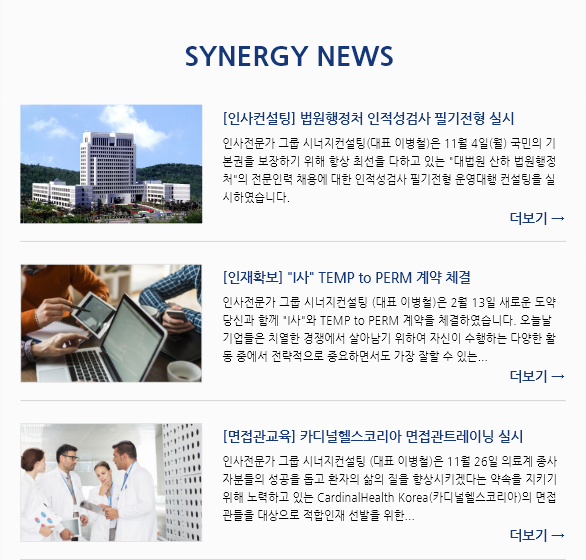 SYNERGY NEWS
[인사컨설팅] 법원행정처 인적성검사 필기전형 실시
인사전문가 그룹 시너지컨설팅(대표 이병철)은 11월 4일(월) 국민의 기
본권을 보장하기 위해 항상 최선을 다하고 있는 "대법원 산하 법원행정
처"의 전문인력 채용에 대한 인적성검사 필기전형 운영대행 컨설팅을 실
시하였습니다.
더보기 →
[인재확보] "I사" TEMP to PERM 계약 체결
인사전문가 그룹 시너지컨설팅 (대표 이병철)은 2월 13일 새로운 도약
당신과 함께 "I사"와 TEMP to PERM 계약을 체결하였습니다. 오늘날
기업들은 치열한 경쟁에서 살아남기 위하여 자신이 수행하는 다양한 활
동 중에서 전략적으로 중요하면서도 가장 잘할 수 있는...
더보기 →
[면접관교육] 카디널헬스코리아 면접관트레이닝 실시
인사전문가 그룹 시너지컨설팅 (대표 이병철)은 11월 26일 의료계 종사
자분들의 성공을 돕고 환자의 삶의 질을 향상시키겠다는 약속을 지키기
위해 노력하고 있는 CardinalHealth Korea(카디널헬스코리아)의 면접
관들을 대상으로 적합인재 선발을 위한...
더보기 →